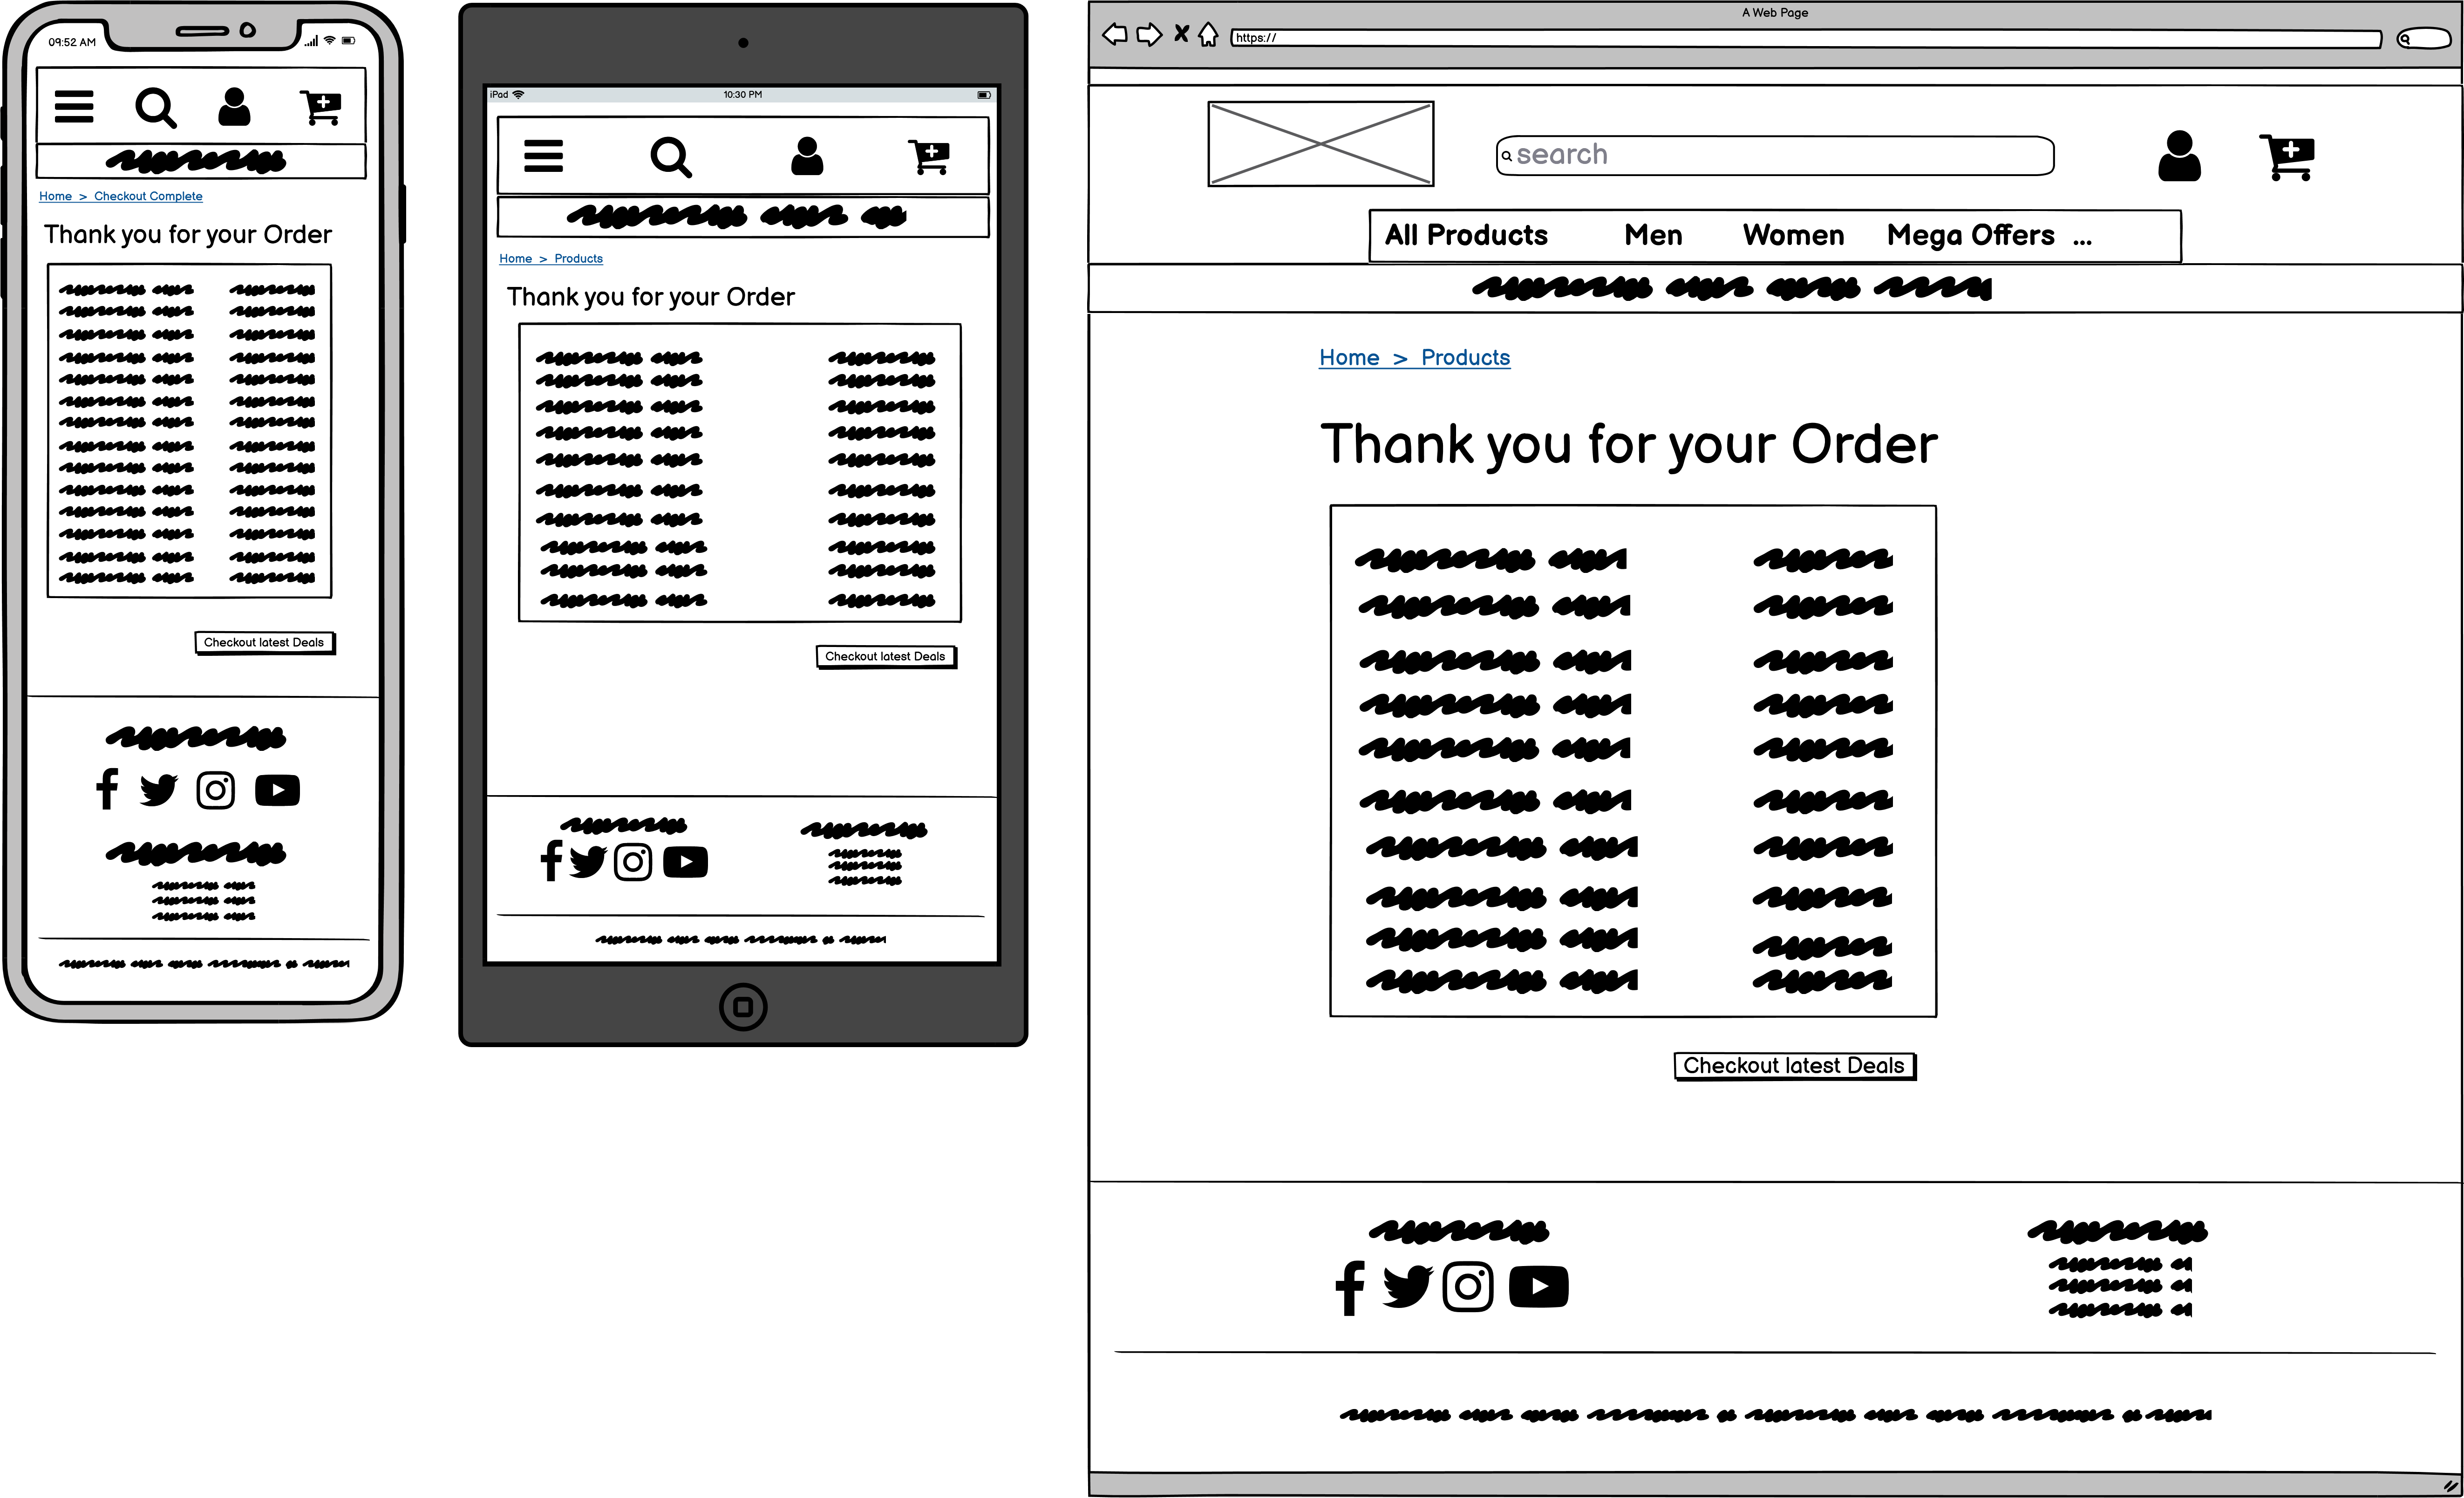 09:52 AM
Home > Checkout Complete
Thank you for your Order
Checkout latest Deals
iPad
10:30 PM
Home > Products
Thank you for your Order
Checkout latest Deals
A Web Page
https://
search
All Products Men Women Mega Offers ...
Home > Products
Thank you for your Order
Checkout latest Deals